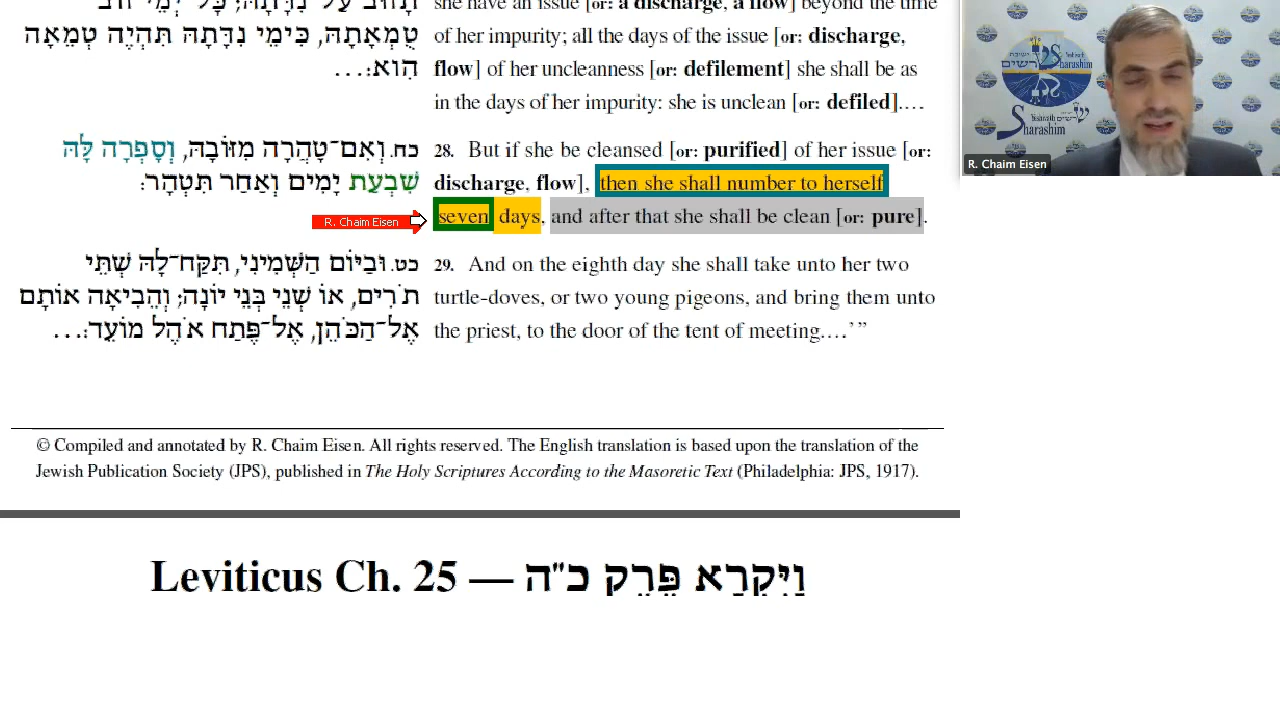 she have an issue [or: a discharge, a flow] beyond the time
of her impurity; all the days of the issue [or: discharge,
flow] of her uncleanness [or: defilement] she shall be as
in the days of her impurity: she is unclean [or: defiled]....
תָזוּב עַל נִדָּתָהּ; כָּל יְמֵי זוֹב
טֻמְאָתָהּ, כִּימֵי נִדָּתָהּ תִּהְיֶה טְמֵאָה
הִוא:...
28. But if she be cleansed [or: purified] of her issue [or:
discharge, flow], then she shall number to herself
seven days, and after that she shall be clean [or: pure].
כח. וְאִם־טָהֲרָה מִזּוֹבָהּ, וְסָפְרָה לָּהּ
שִׁבְעַת יָמִים וְאַחַר תִּטְהָר:
R. Chaim Eisen
29. And on the eighth day she shall take unto her two
turtle-doves, or two young pigeons, and bring them unto
the priest, to the door of the tent of meeting....’”
כט. וּבַיּוֹם הַשְּׁמִינִי, תִּקַּח־לָהּ שְׁתֵּי
תֹרִים, אוֹ שְׁנֵי בְּנֵי יוֹנָה; וְהֵבִיאָה אוֹתָם
אֶל־הַכֹּהֵן, אֶל־פֶּתַח אֹהֶל מוֹעֵד:...
© Compiled and annotated by R. Chaim Eisen. All rights reserved. The English translation is based upon the translation of the
Jewish Publication Society (JPS), published in The Holy Scriptures According to the Masoretic Text (Philadelphia: JPS, 1917).
Leviticus Ch. 25 — וַיִּקְרַא פֶּרֶק כ"ה
Sharashim
שרשים
Sharashim
R. Chaim Eisen